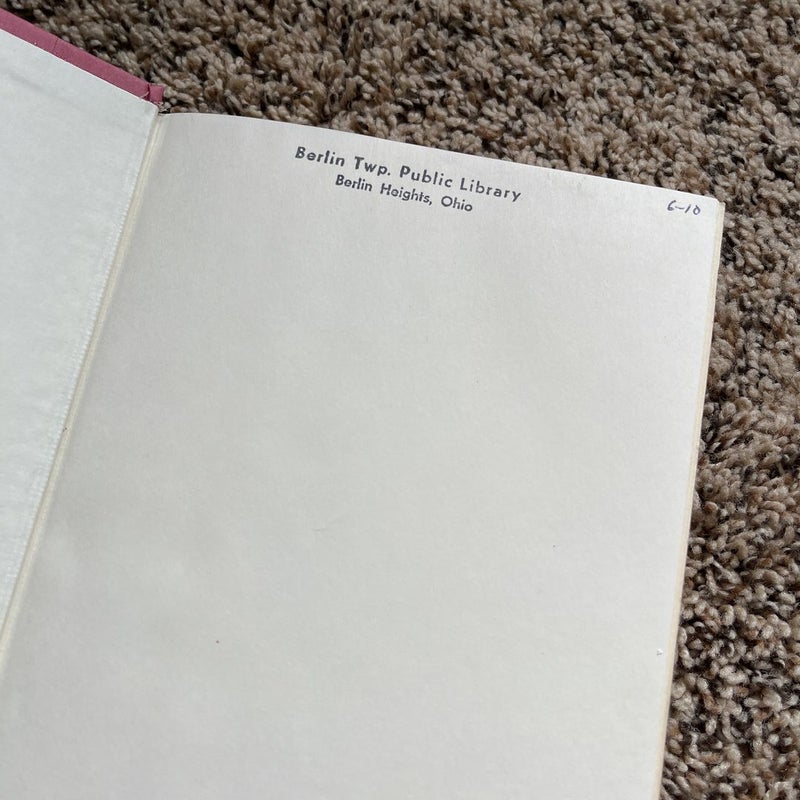 Berlin Twp. Public Library
Berlin Heights, Ohio
6-10